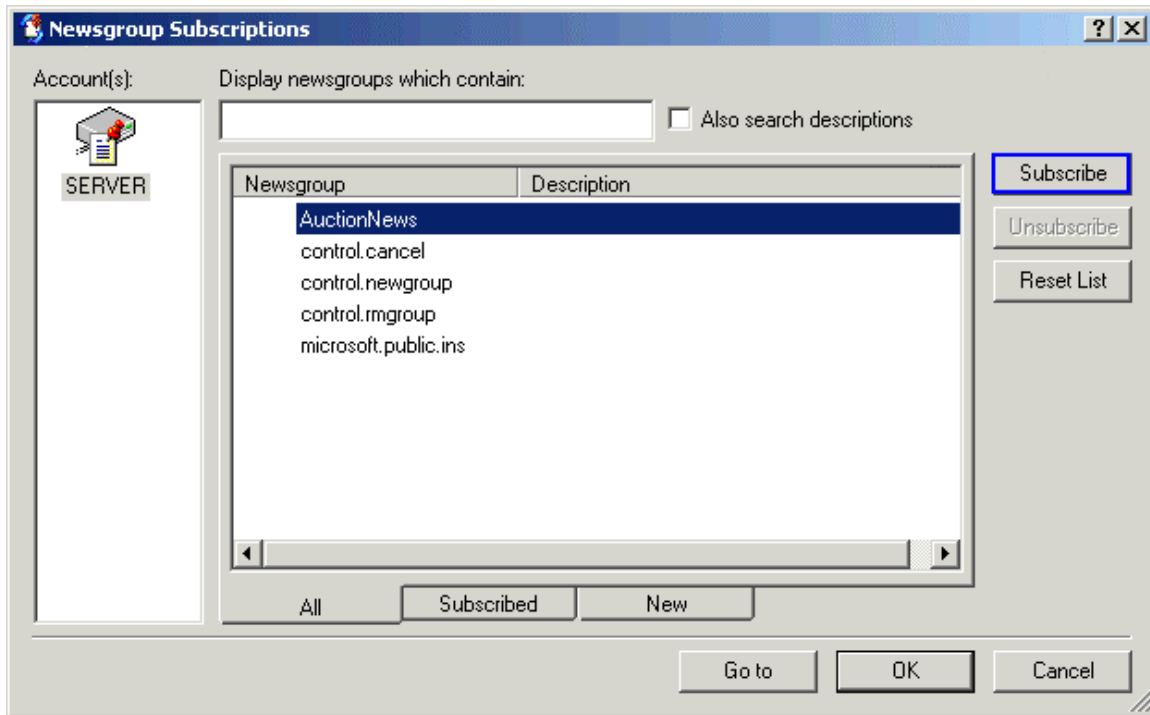 Newsgroup Subscriptions
Account(s):
Display newsgroups which contain:
Also search descriptions
SERVER
Newsgroup Description
AuctionNews
control.cancel
control.newgroup
control.rmgroup
microsoft.public.ins
Subscribe
Unsubscribe
Reset List
All Subscribed New
Go to OK Cancel